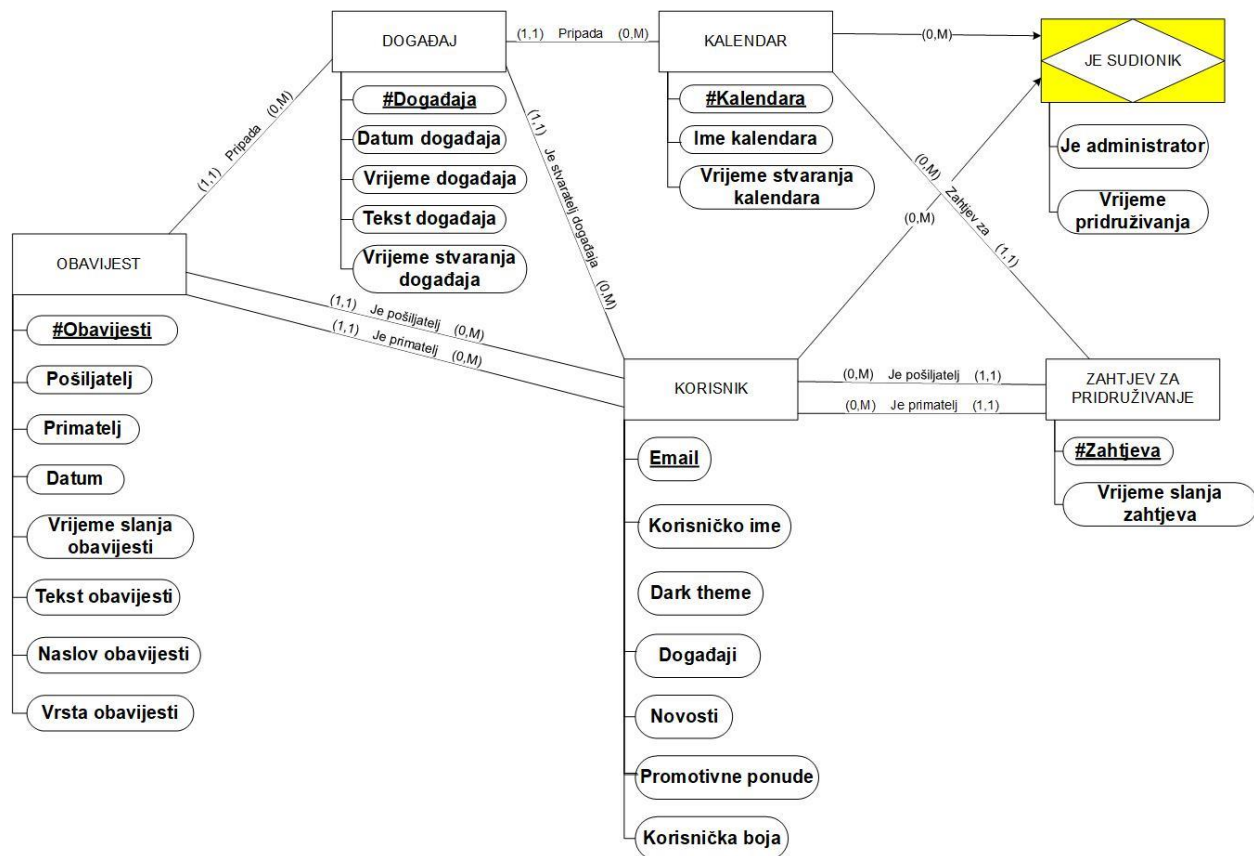 DOGAĐAJ
(1,1) Pripada (0,M)
KALENDAR
(0,M)
JE SUDIONIK
#Događaja
Datum događaja
Vrijeme događaja
Tekst događaja
Vrijeme stvaranja
događaja
#Kalendara
Ime kalendara
Vrijeme stvaranja
kalendara
Je administrator
Vrijeme
pridruživanja
(1,1) Pripada (0,M)
(1,1) Je stvaratelj događaja (0,M)
(0,M) Zahtjev za (1,1)
(0,M)
OBAVIJEST
#Obavijesti
Pošiljatelj
Primatelj
Datum
Vrijeme slanja
obavijesti
Tekst obavijesti
Naslov obavijesti
Vrsta obavijesti
(1,1) Je pošiljatelj (0,M)
(1,1) Je primatelj (0,M)
KORISNIK
Email
Korisničko ime
Dark theme
Događaji
Novosti
Promotivne ponude
Korisnička boja
(0,M) Je pošiljatelj (1,1)
(0,M) Je primatelj (1,1)
ZAHTJEV ZA
PRIDRUŽIVANJE
#Zahtjeva
Vrijeme slanja
zahtjeva